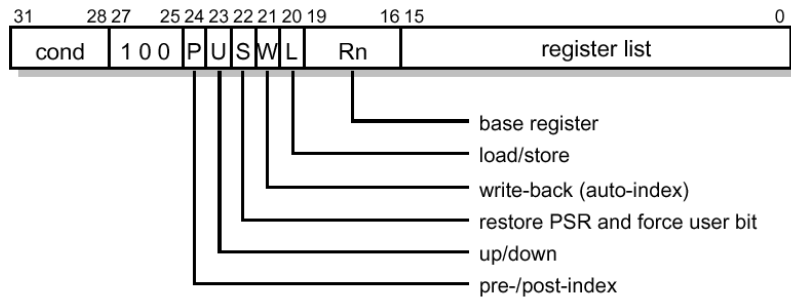 31 28 27 25 24 23 22 21 20 19 16 15 0
cond 1 0 0 P U S W L Rn register list
base register
load/store
write-back (auto-index)
restore PSR and force user bit
up/down
pre-/post-index